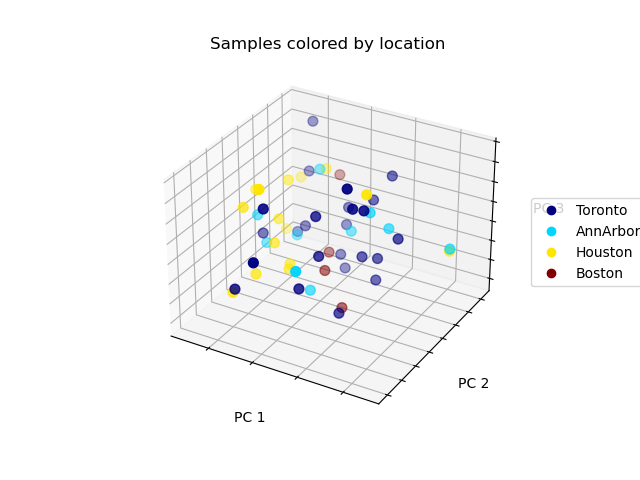 Samples colored by location
PC 3
Toronto
AnnArbor
Houston
Boston
PC 2
PC 1